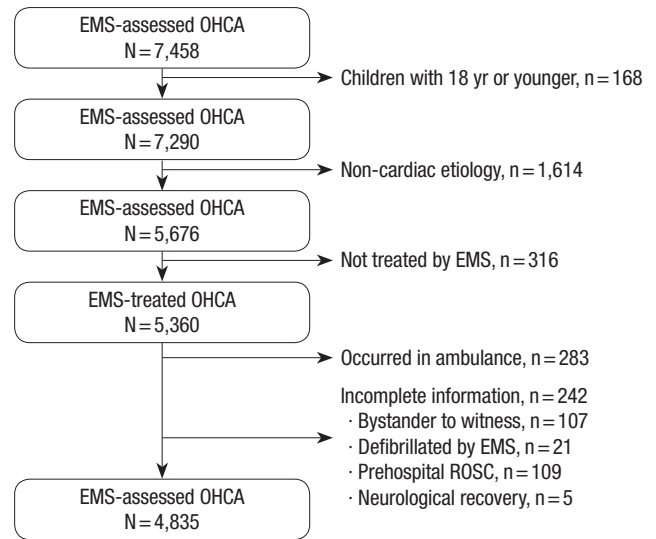 EMS-assessed OHCA
N=7,458
Children with 18 yr or younger, n=168
EMS-assessed OHCA
N=7,290
Non-cardiac etiology, n=1,614
EMS-assessed OHCA
N=5,676
Not treated by EMS, n=316
EMS-treated OHCA
N=5,360
Occurred in ambulance, n=283
Incomplete information, n=242
· Bystander to witness, n=107
· Defibrillated by EMS, n=21
· Prehospital ROSC, n=109
· Neurological recovery, n=5
EMS-assessed OHCA
N=4,835